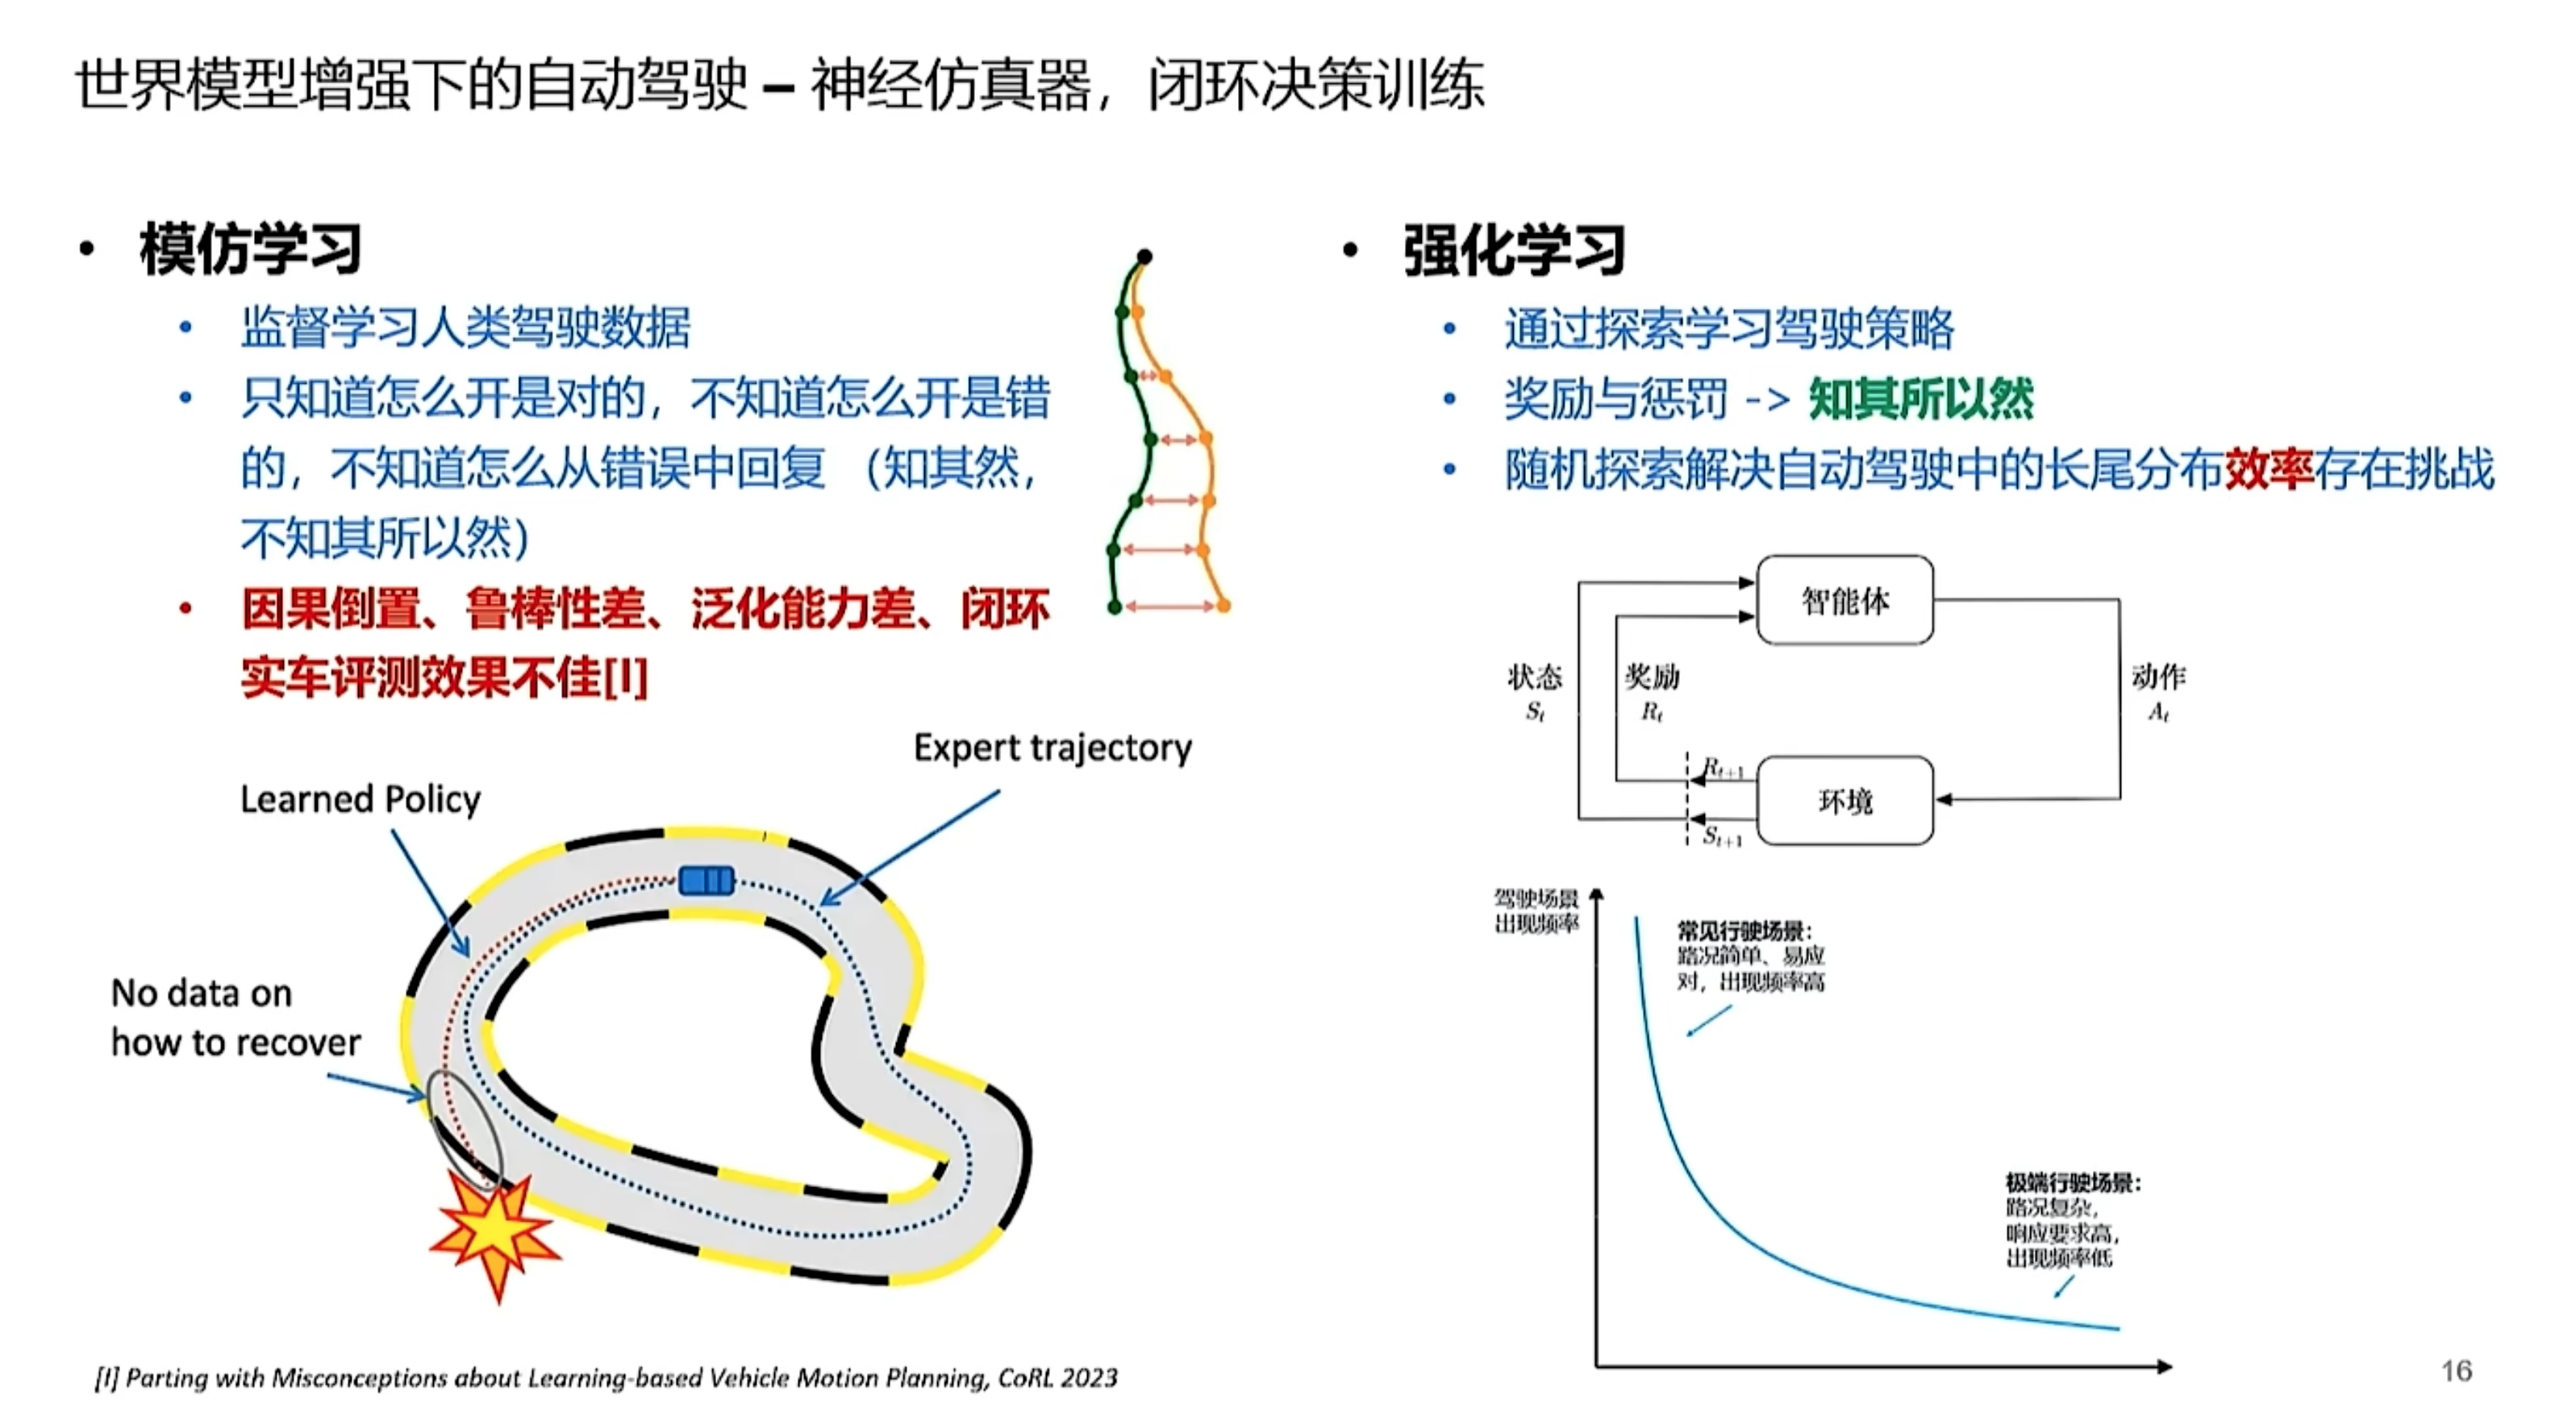 世界模型增强下的自动驾驶 – 神经仿真器，闭环决策训练
• 模仿学习
• 监督学习人类驾驶数据
• 只知道怎么开是对的，不知道怎么开是错
的，不知道怎么从错误中回复 （知其然，
不知其所以然）
• 因果倒置、鲁棒性差、泛化能力差、闭环
实车评测效果不佳[I]
Expert trajectory
Learned Policy
No data on
how to recover
[I] Parting with Misconceptions about Learning-based Vehicle Motion Planning, CoRL 2023
• 强化学习
• 通过探索学习驾驶策略
• 奖励与惩罚 -> 知其所以然
• 随机探索解决自动驾驶中的长尾分布效率存在挑战
智能体
状态
S_t
奖励
R_t
动作
A_t
R_{t+1}
环境
S_{t+1}
驾驶场景
出现频率
常见行驶场景：
路况简单、易应
对，出现频率高
极端行驶场景：
路况复杂，
响应要求高，
出现频率低
16